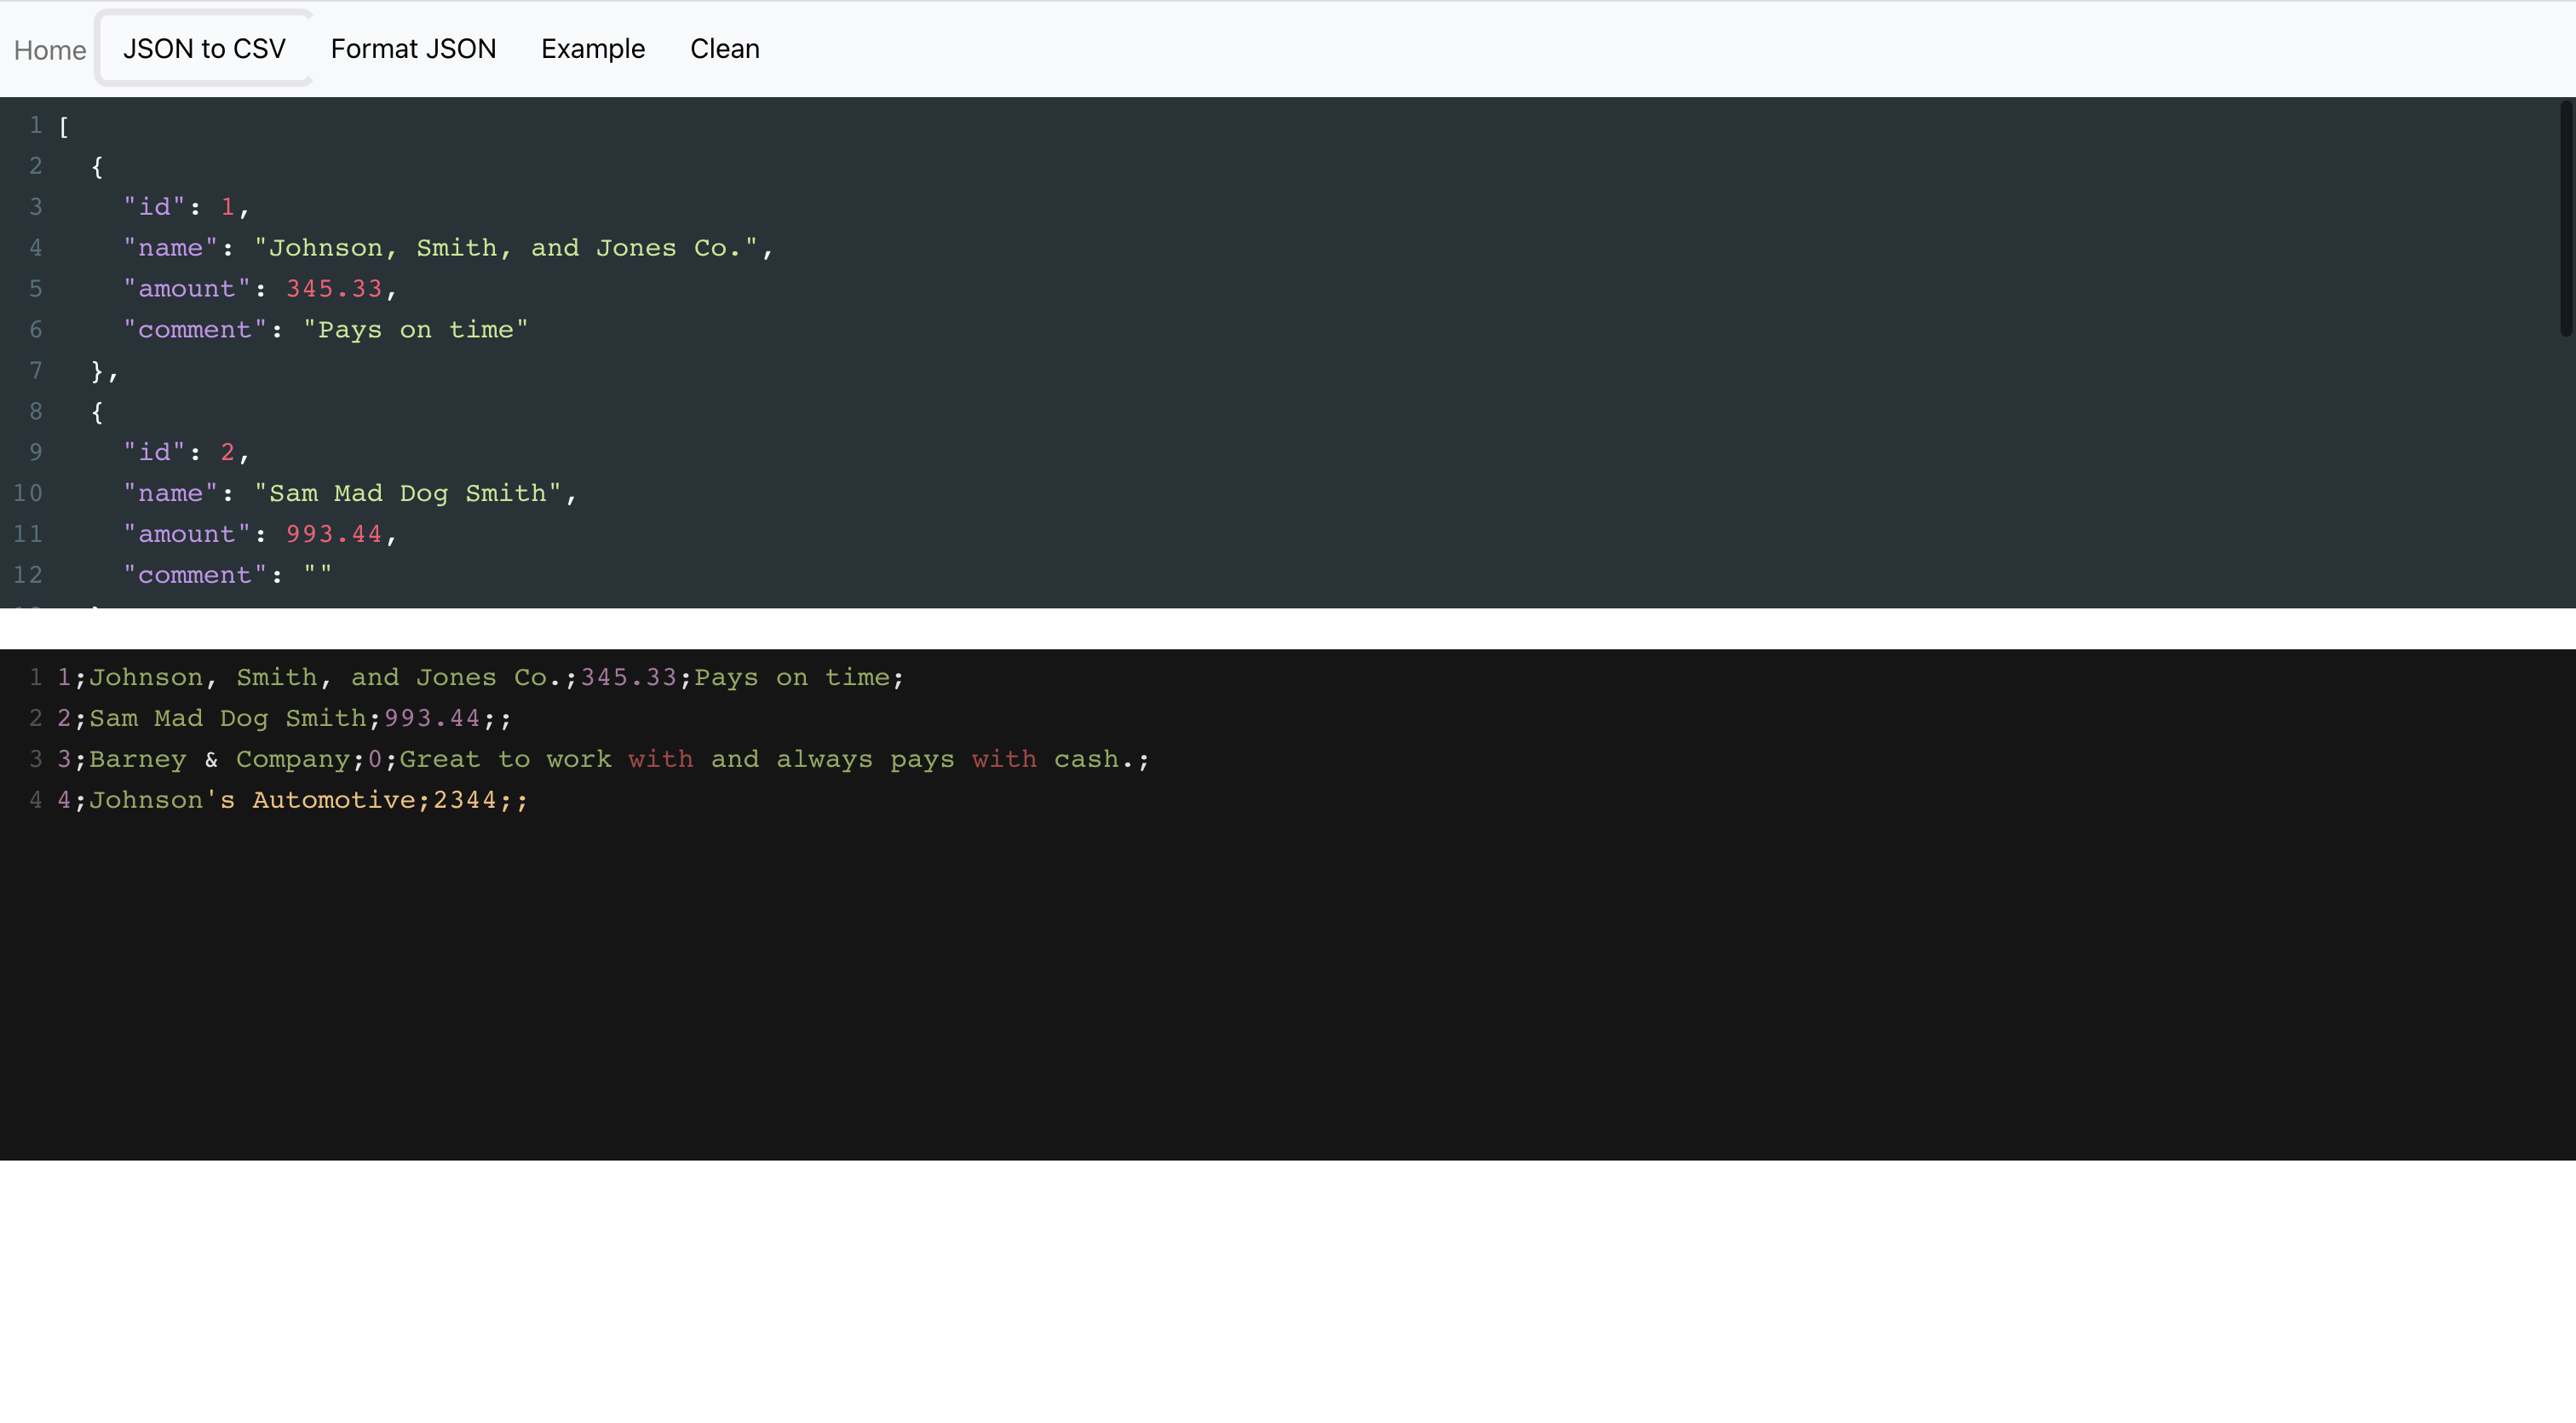 Home JSON to CSV Format JSON Example Clean
1 [
2 {
3 "id": 1,
4 "name": "Johnson, Smith, and Jones Co.",
5 "amount": 345.33,
6 "comment": "Pays on time"
7 },
8 {
9 "id": 2,
10 "name": "Sam Mad Dog Smith",
11 "amount": 993.44,
12 "comment": ""
1 1;Johnson, Smith, and Jones Co.;345.33;Pays on time;
2 2;Sam Mad Dog Smith;993.44;;
3 3;Barney & Company;0;Great to work with and always pays with cash.;
4 4;Johnson's Automotive;2344;;